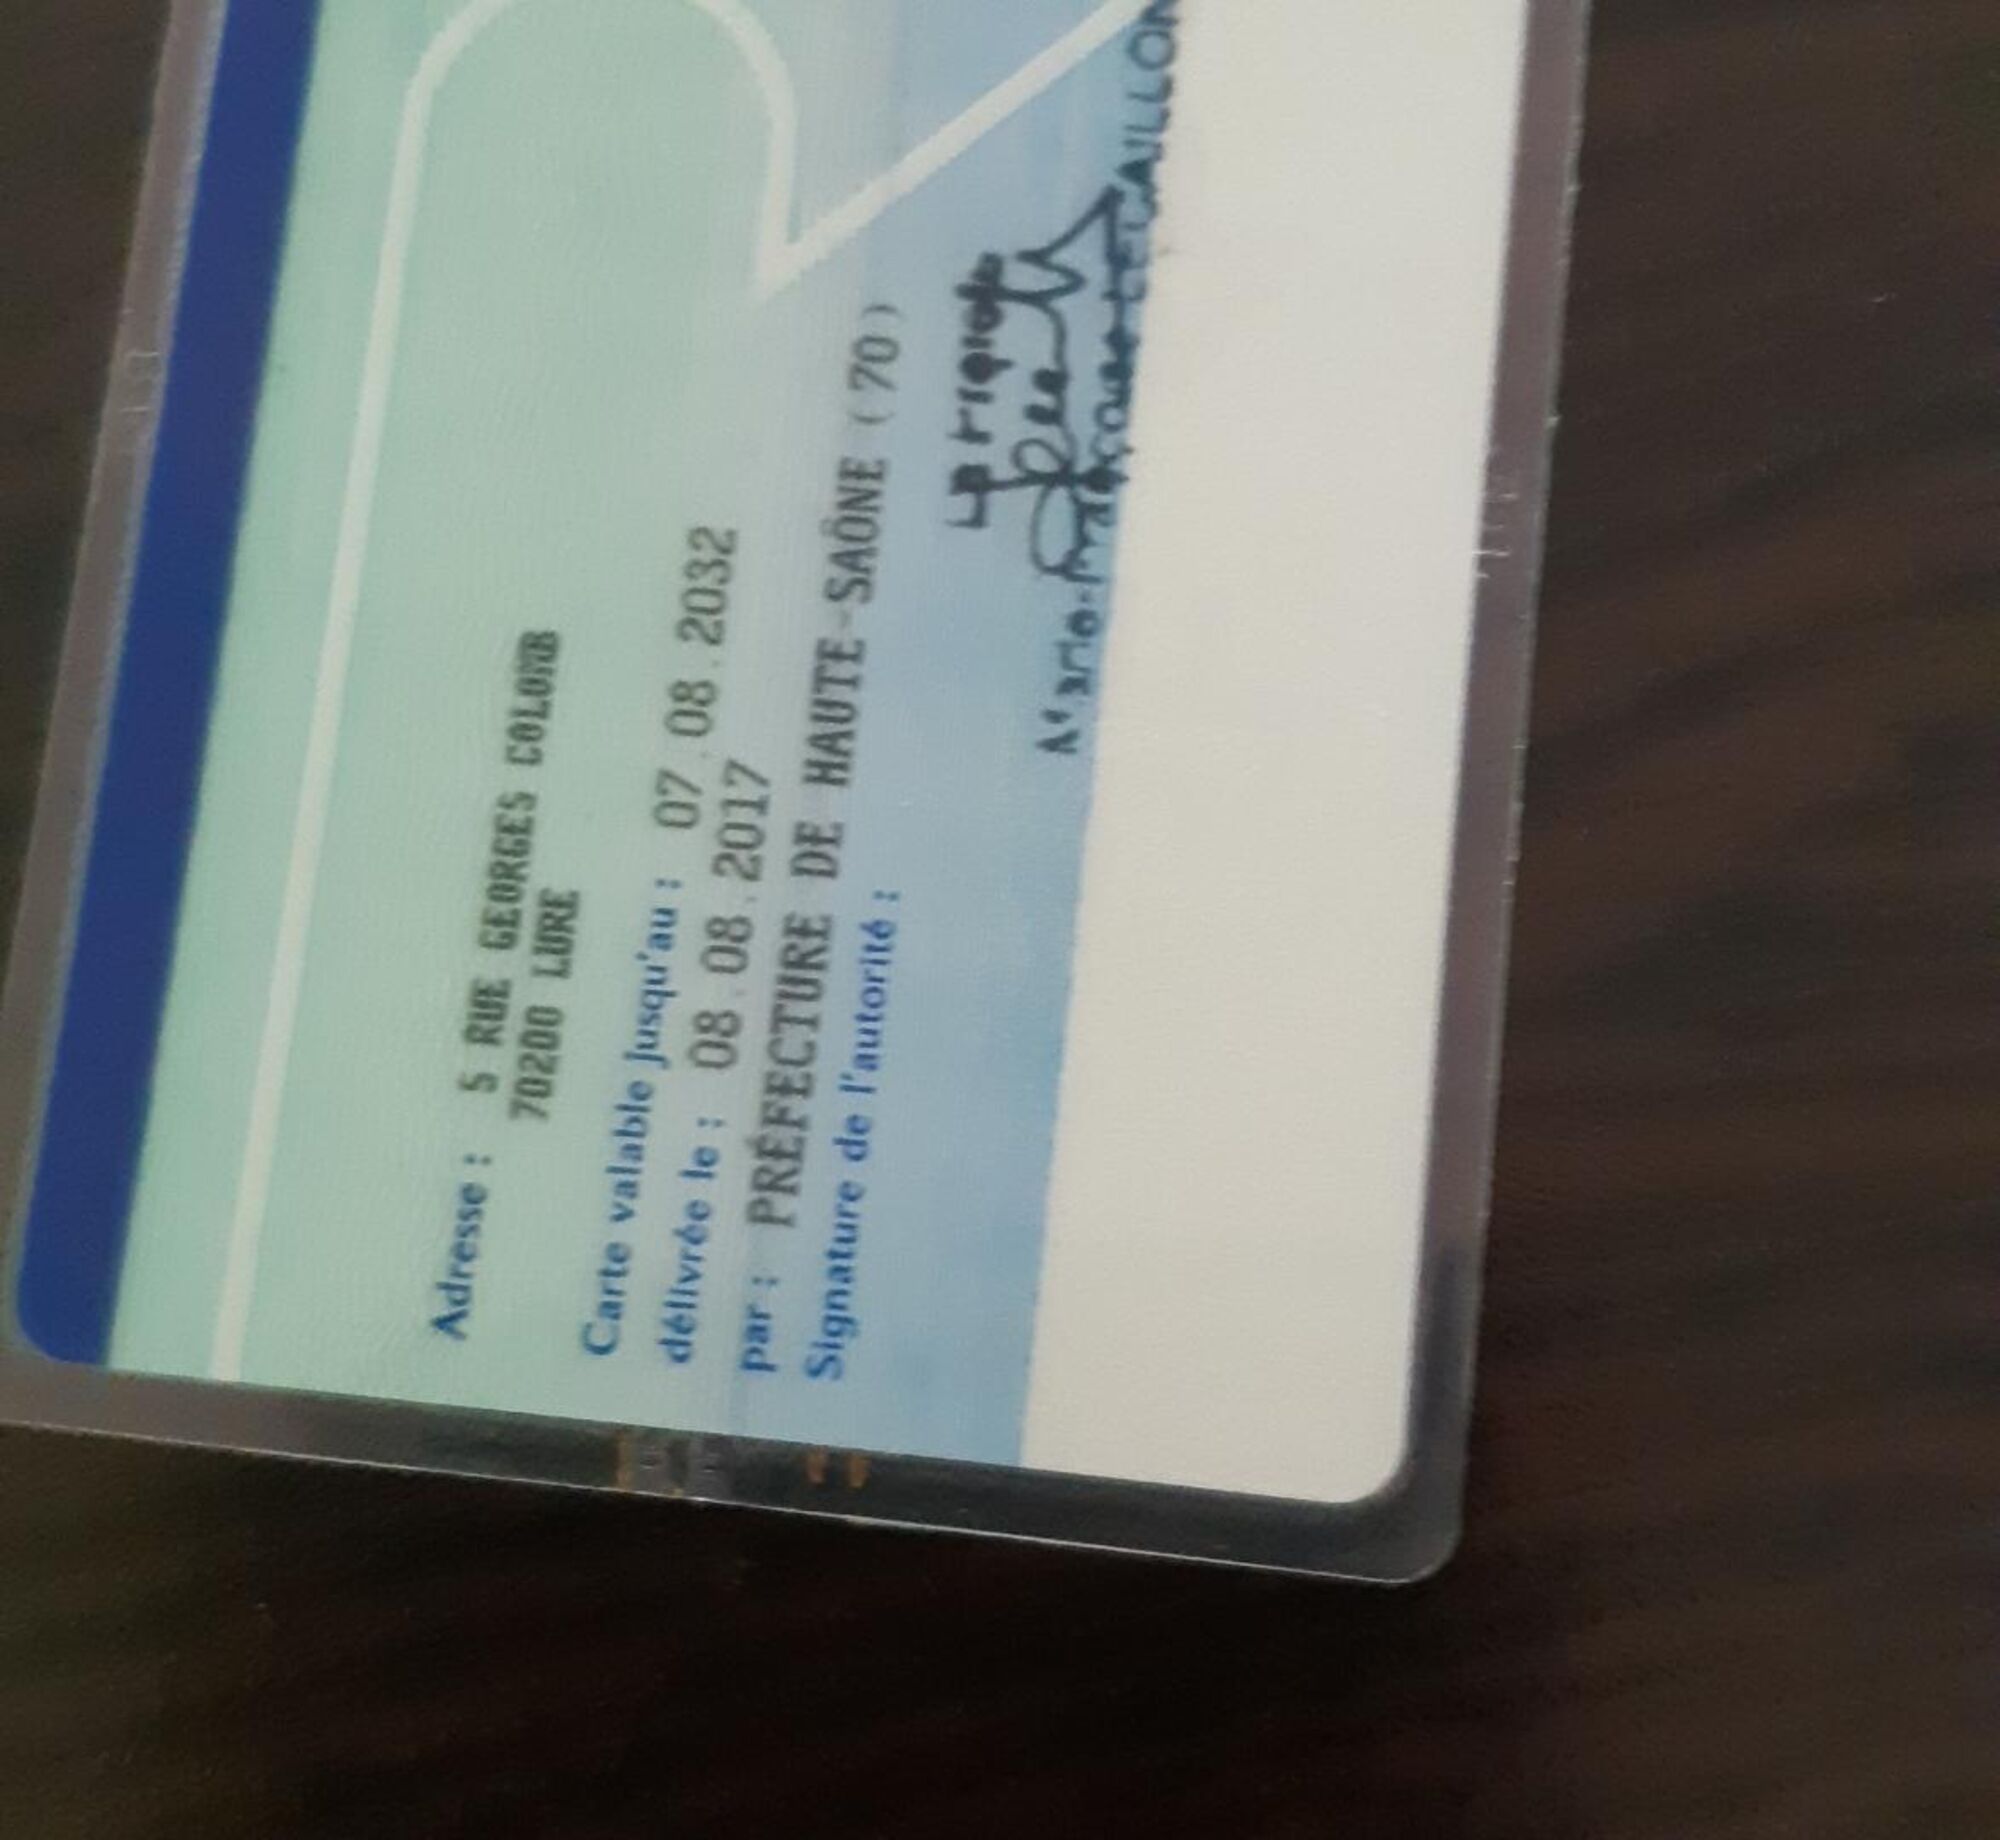 Adresse : 5 RUE GEORGES COLOMB
70200 LURE
Carte valable jusqu'au : 07.08.2032
délivrée le : 08.08.2017
par : PRÉFECTURE DE HAUTE-SAÔNE (70)
Signature de l'autorité :
LECAILLON